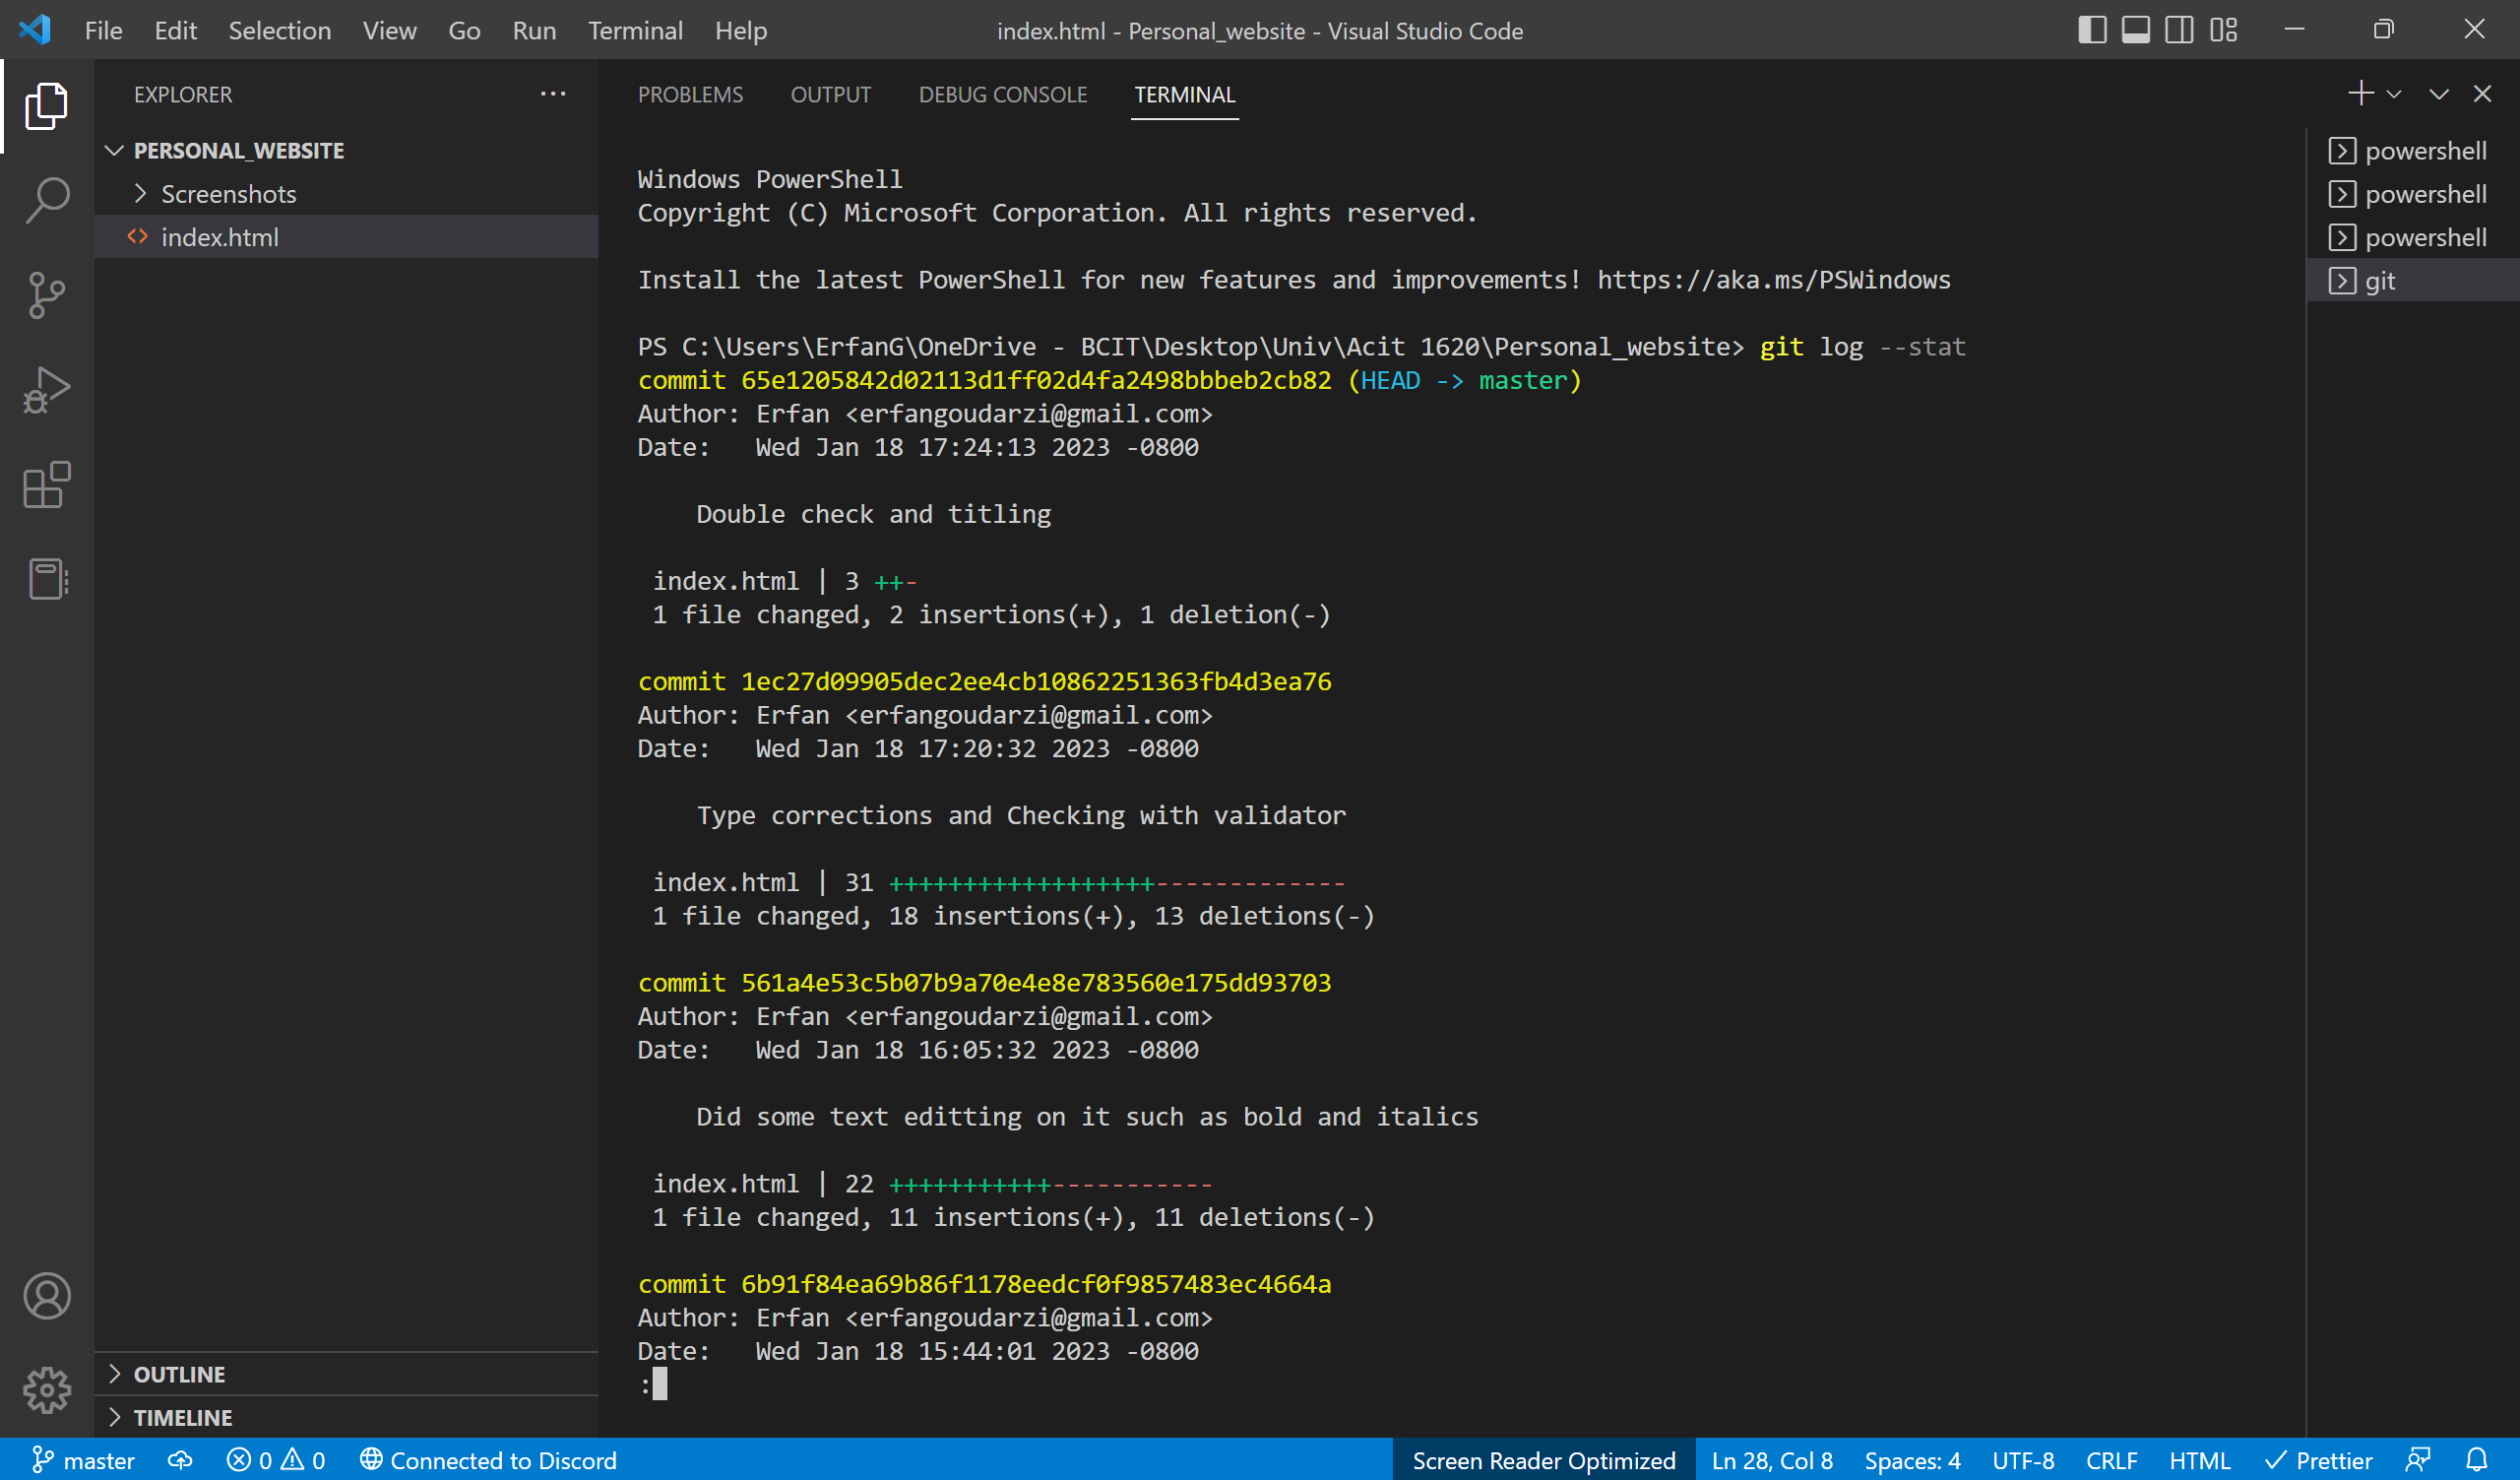 File Edit Selection View Go Run Terminal Help
index.html - Personal_website - Visual Studio Code
EXPLORER
PERSONAL_WEBSITE
Screenshots
index.html
OUTLINE
TIMELINE
PROBLEMS OUTPUT DEBUG CONSOLE TERMINAL
Windows PowerShell
Copyright (C) Microsoft Corporation. All rights reserved.
Install the latest PowerShell for new features and improvements! https://aka.ms/PSWindows
PS C:\Users\ErfanG\OneDrive - BCIT\Desktop\Univ\Acit 1620\Personal_website> git log --stat
commit 65e1205842d02113d1ff02d4fa2498bbbeb2cb82 (HEAD -> master)
Author: Erfan <erfangoudarzi@gmail.com>
Date:   Wed Jan 18 17:24:13 2023 -0800
Double check and titling
index.html | 3 ++-
1 file changed, 2 insertions(+), 1 deletion(-)
commit 1ec27d09905dec2ee4cb10862251363fb4d3ea76
Author: Erfan <erfangoudarzi@gmail.com>
Date:   Wed Jan 18 17:20:32 2023 -0800
Type corrections and Checking with validator
index.html | 31 ++++++++++++++++++-------------
1 file changed, 18 insertions(+), 13 deletions(-)
commit 561a4e53c5b07b9a70e4e8e783560e175dd93703
Author: Erfan <erfangoudarzi@gmail.com>
Date:   Wed Jan 18 16:05:32 2023 -0800
Did some text editting on it such as bold and italics
index.html | 22 +++++++++++-----------
1 file changed, 11 insertions(+), 11 deletions(-)
commit 6b91f84ea69b86f1178eedcf0f9857483ec4664a
Author: Erfan <erfangoudarzi@gmail.com>
Date:   Wed Jan 18 15:44:01 2023 -0800
:
powershell
powershell
powershell
git
master 0 0 Connected to Discord
Screen Reader Optimized Ln 28, Col 8 Spaces: 4 UTF-8 CRLF HTML Prettier